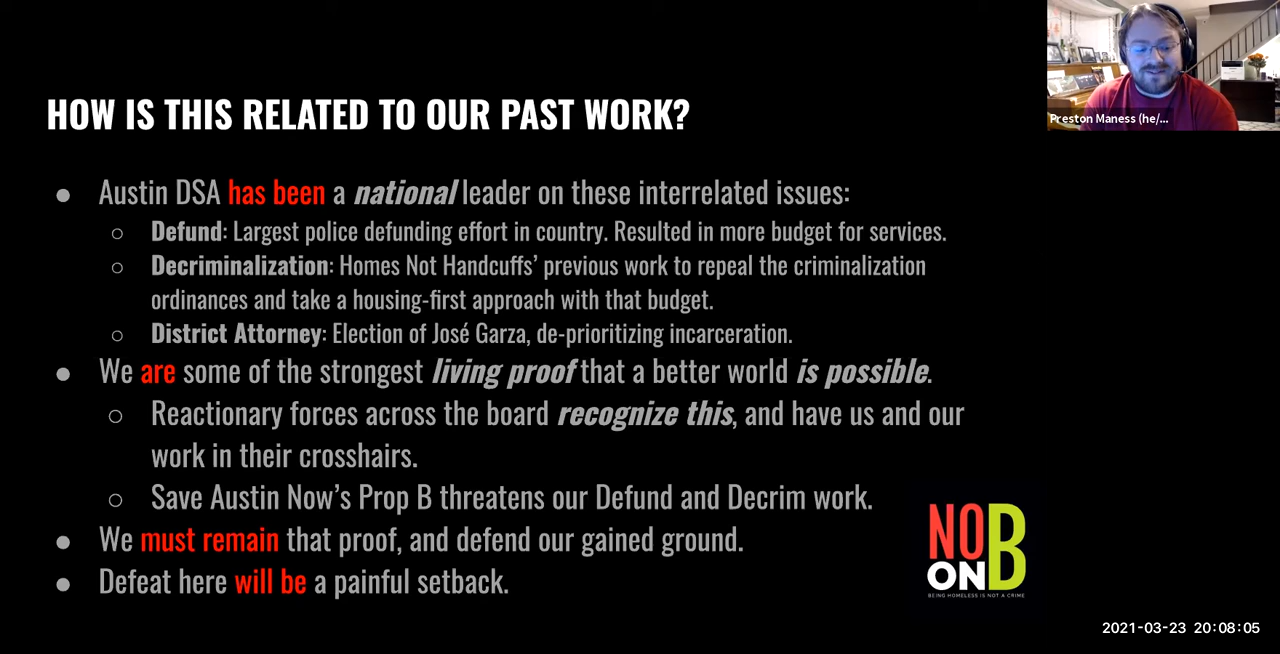 Preston Maness (he/...
HOW IS THIS RELATED TO OUR PAST WORK?
● Austin DSA has been a national leader on these interrelated issues:
○ Defund: Largest police defunding effort in country. Resulted in more budget for services.
○ Decriminalization: Homes Not Handcuffs’ previous work to repeal the criminalization
ordinances and take a housing-first approach with that budget.
○ District Attorney: Election of José Garza, de-prioritizing incarceration.
● We are some of the strongest living proof that a better world is possible.
○ Reactionary forces across the board recognize this, and have us and our
work in their crosshairs.
○ Save Austin Now’s Prop B threatens our Defund and Decrim work.
● We must remain that proof, and defend our gained ground.
● Defeat here will be a painful setback.
NO
ON
B
BEING HOMELESS IS NOT A CRIME
2021-03-23 20:08:05